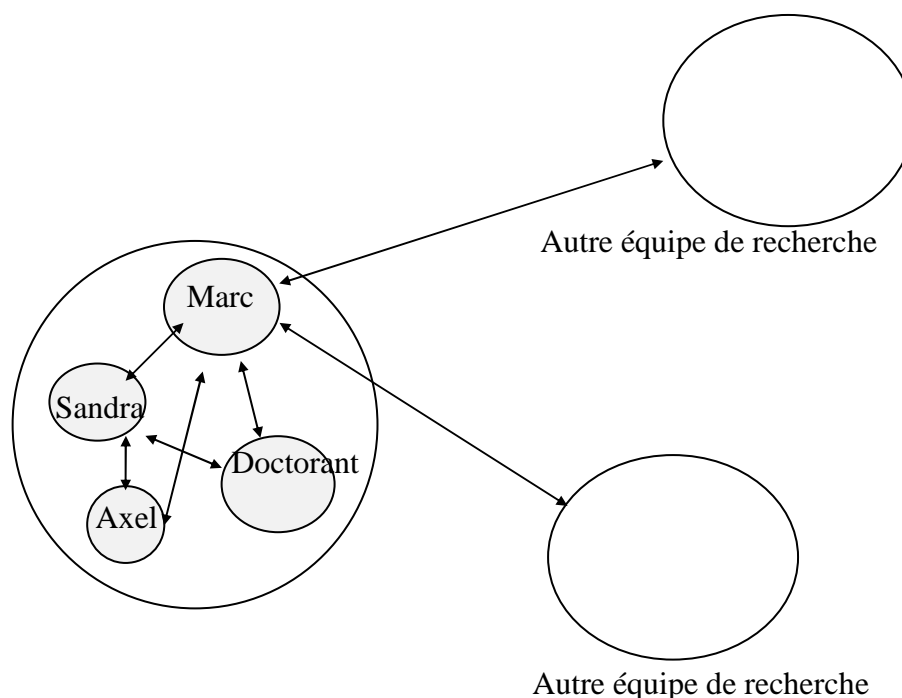 Autre équipe de recherche
Marc
Sandra
Doctorant
Axel
Autre équipe de recherche